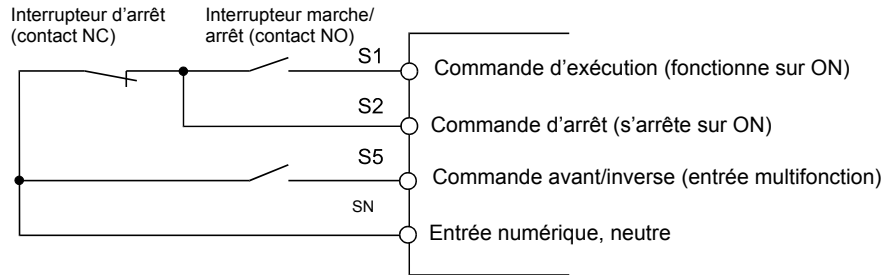 Interrupteur d’arrêt
(contact NC)
Interrupteur marche/
arrêt (contact NO)
S1
Commande d’exécution (fonctionne sur ON)
S2
Commande d’arrêt (s’arrête sur ON)
S5
Commande avant/inverse (entrée multifonction)
SN
Entrée numérique, neutre